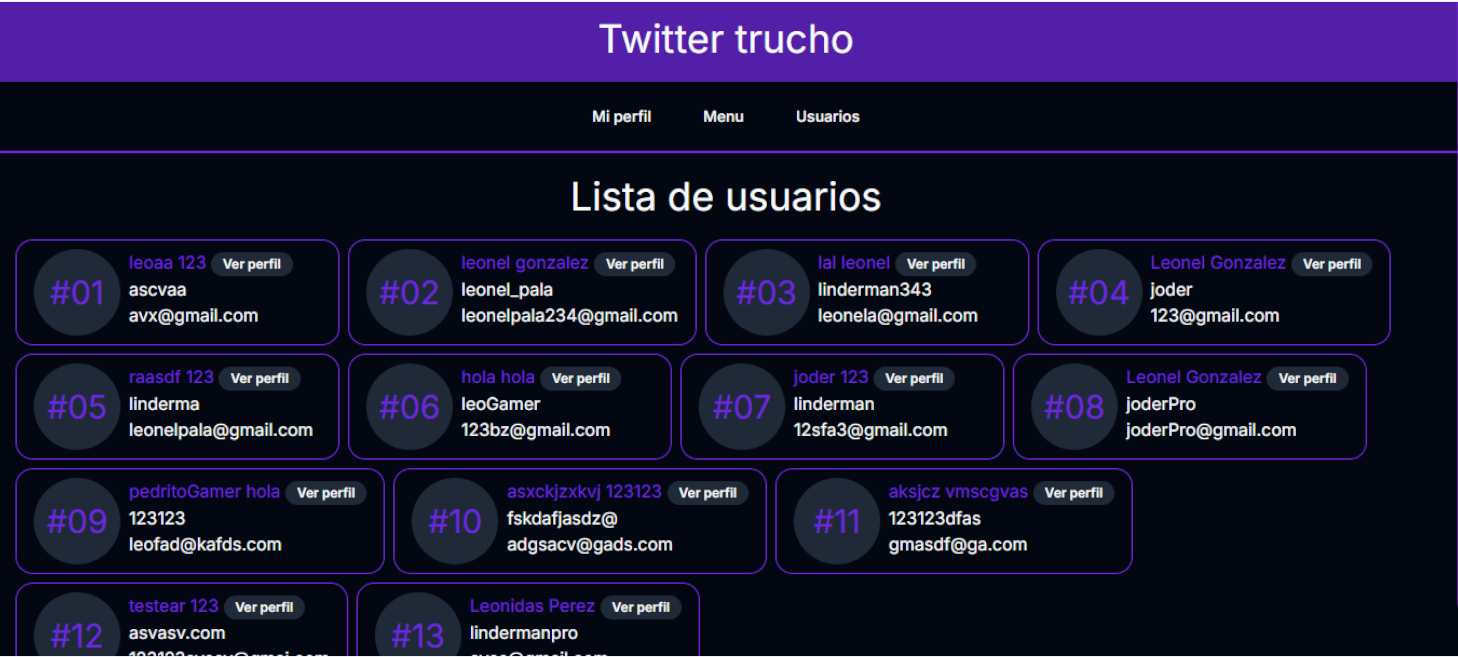 Twitter trucho
Mi perfil Menu Usuarios
Lista de usuarios
#01
leoaa 123 Ver perfil
ascvaa
avx@gmail.com
#02
leonel gonzalez Ver perfil
leonel_pala
leonelpala234@gmail.com
#03
lal leonel Ver perfil
linderman343
leonela@gmail.com
#04
Leonel Gonzalez Ver perfil
joder
123@gmail.com
#05
raasdf 123 Ver perfil
linderma
leonelpala@gmail.com
#06
hola hola Ver perfil
leoGamer
123bz@gmail.com
#07
joder 123 Ver perfil
linderman
12sfa3@gmail.com
#08
Leonel Gonzalez Ver perfil
joderPro
joderPro@gmail.com
#09
pedritoGamer hola Ver perfil
123123
leofad@kafds.com
#10
asxckjzxkvj 123123 Ver perfil
fskdafjasdz@
adgsacv@gads.com
#11
aksjcz vmscgvas Ver perfil
123123dfas
gmasdf@ga.com
#12
testear 123 Ver perfil
asvasv.com
#13
Leonidas Perez Ver perfil
lindermanpro